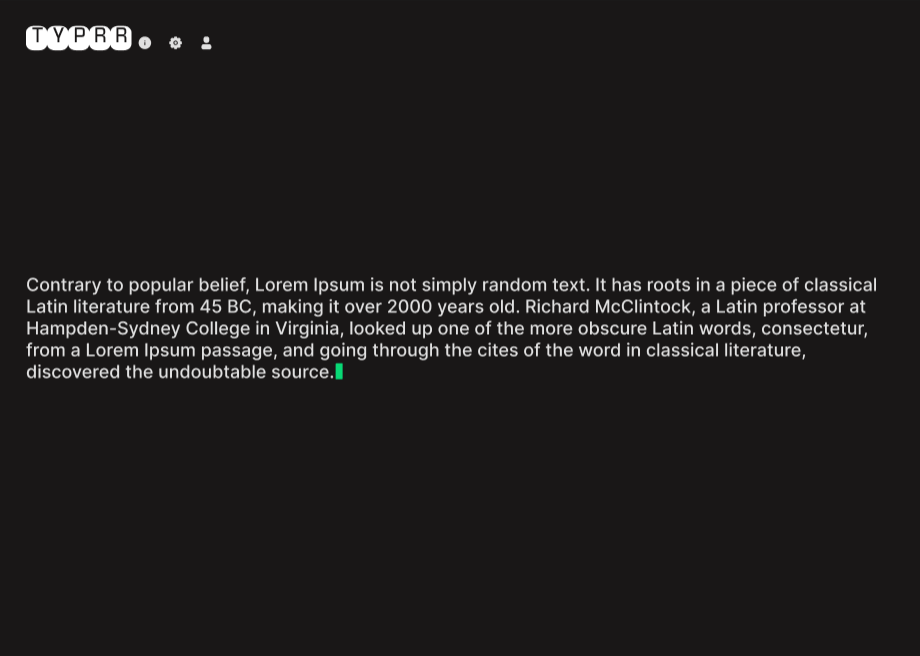 TYPRR
Contrary to popular belief, Lorem Ipsum is not simply random text. It has roots in a piece of classical
Latin literature from 45 BC, making it over 2000 years old. Richard McClintock, a Latin professor at
Hampden-Sydney College in Virginia, looked up one of the more obscure Latin words, consectetur,
from a Lorem Ipsum passage, and going through the cites of the word in classical literature,
discovered the undoubtable source.